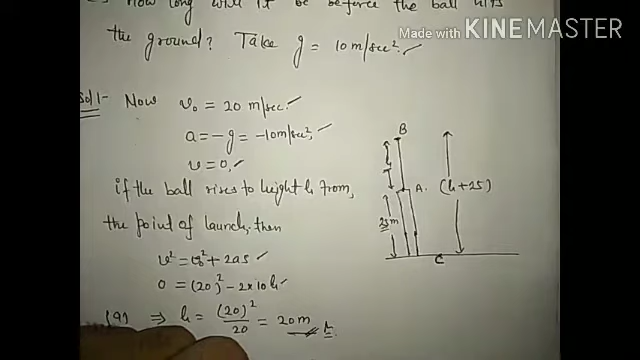 How long will it be before the ball hits
the ground? Take g = 10 m/sec².
Made with KINEMASTER
Sol:- Now v₀ = 20 m/sec.
a = -g = -10 m/sec²,
v = 0,
if the ball rises to height h from,
the point of launch, then
v² = v₀² + 2as
0 = (20)² - 2×10 h
(a) ⇒ h = (20)²/20 = 20m
B
A.
25m
(h+25)
C